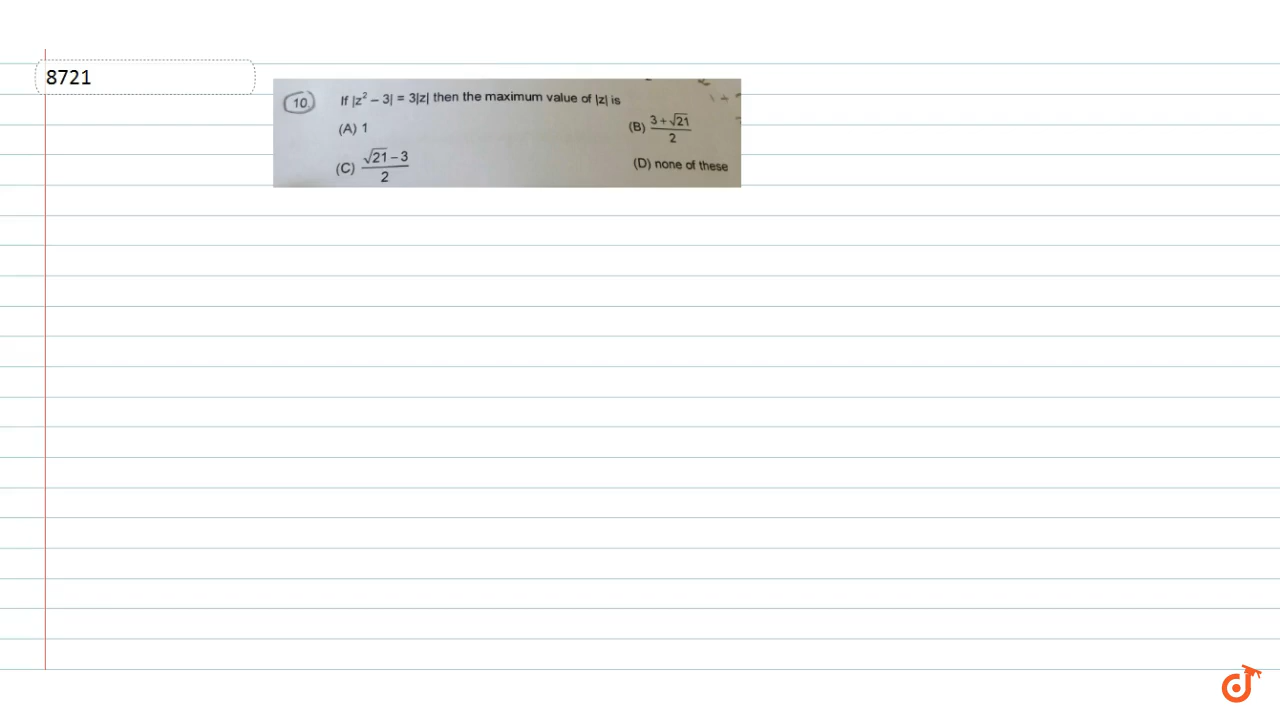 8721
10. If |z² – 3| = 3|z| then the maximum value of |z| is
(A) 1 (B) (3 + √21)/2
(C) (√21 – 3)/2 (D) none of these